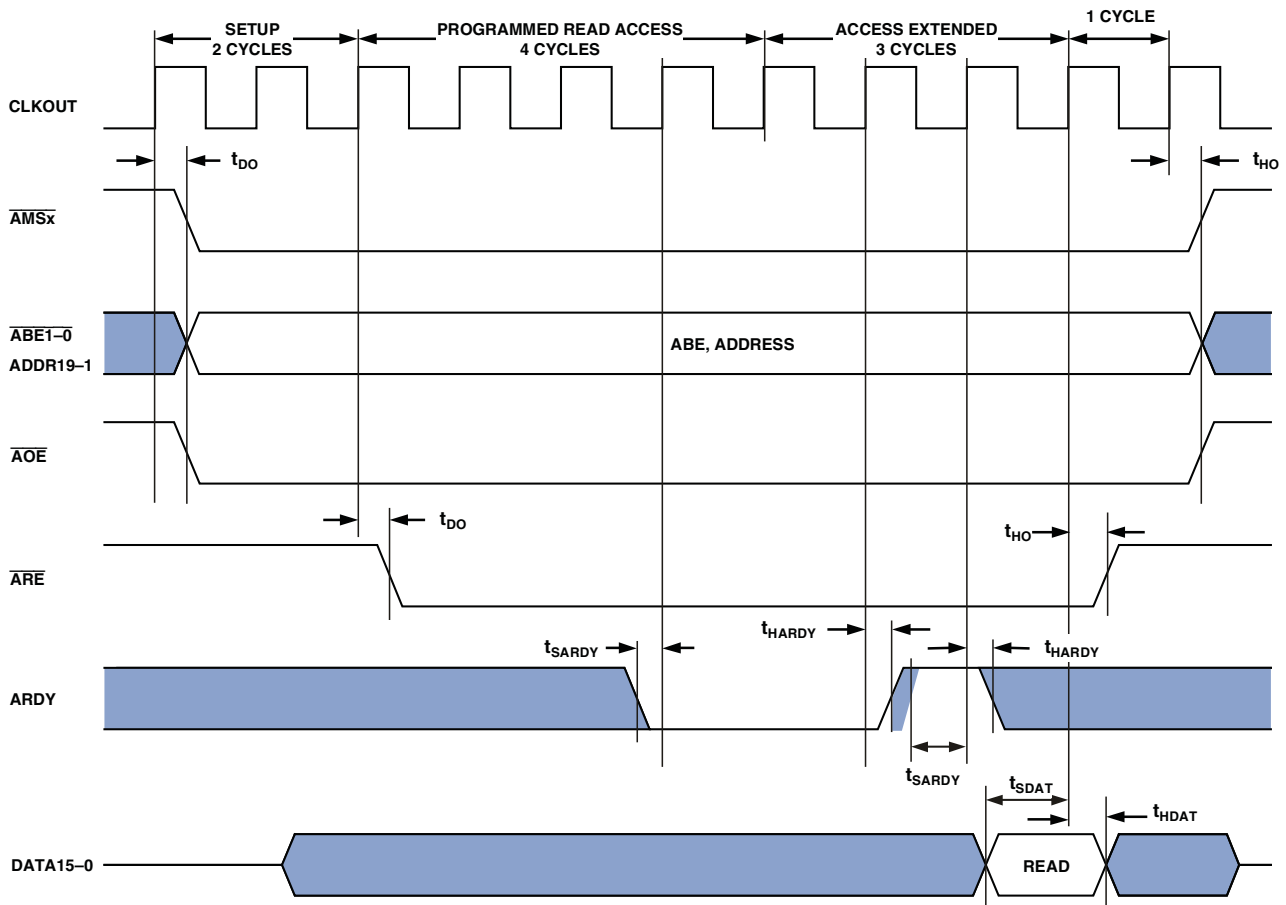 SETUP
2 CYCLES
PROGRAMMED READ ACCESS
4 CYCLES
ACCESS EXTENDED
3 CYCLES
1 CYCLE
CLKOUT
tDO
tHO
AMSx
ABE1–0
ADDR19–1
ABE, ADDRESS
AOE
tDO
tHO
ARE
tSARDY
tHARDY
tHARDY
ARDY
tSARDY
tSDAT
tHDAT
DATA15–0
READ